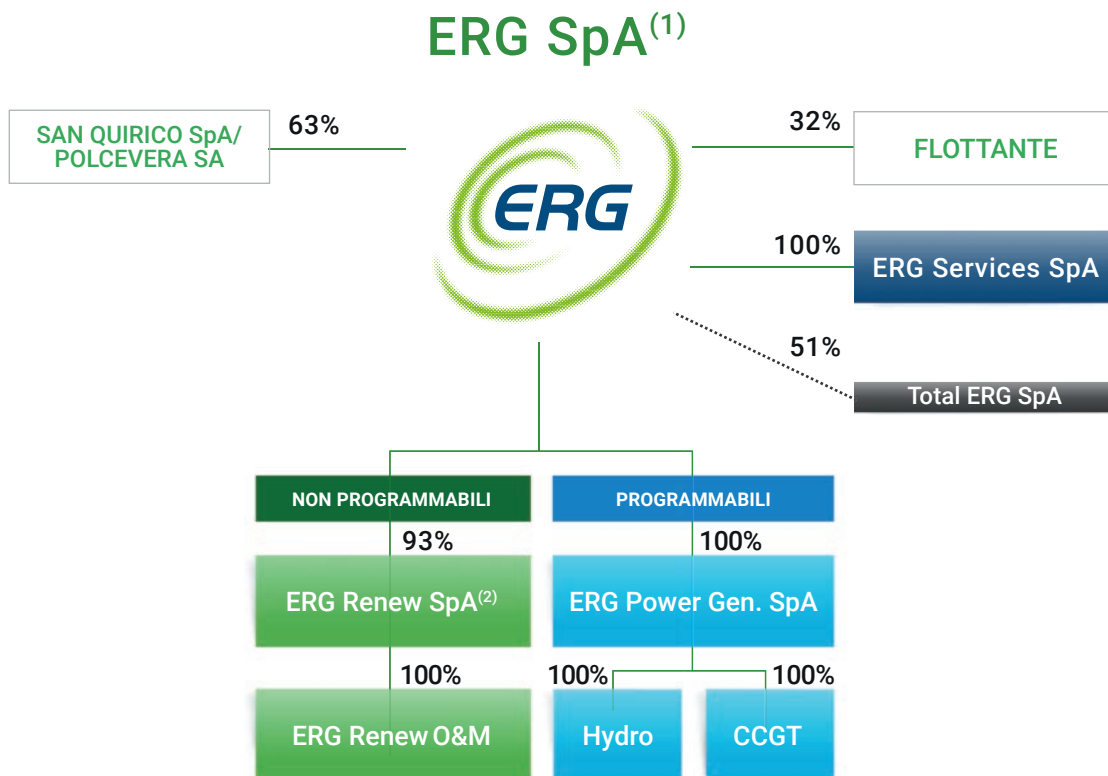 ERG SpA(1)
SAN QUIRICO SpA/
POLCEVERA SA
63%
ERG
32%
FLOTTANTE
100%
ERG Services SpA
51%
Total ERG SpA
NON PROGRAMMABILI
PROGRAMMABILI
93%
100%
ERG Renew SpA(2)
ERG Power Gen. SpA
100%
100%
100%
ERG Renew O&M
Hydro
CCGT